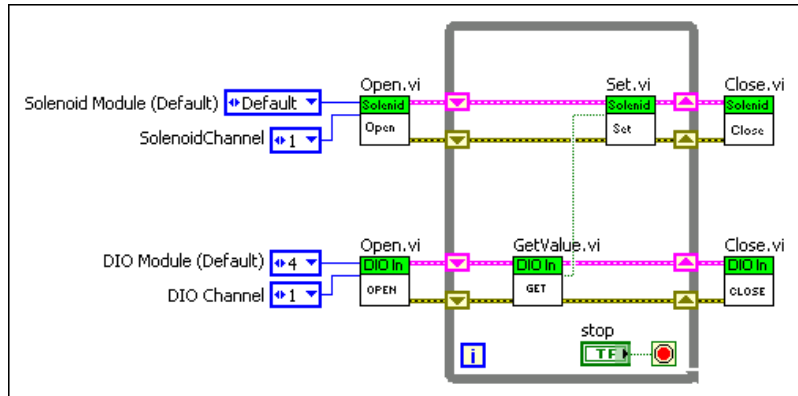 Open.vi Set.vi Close.vi
Solenoid Module (Default) Default Solenid Solenid Solenid
SolenoidChannel 1 Open Set Close
Open.vi GetValue.vi Close.vi
DIO Module (Default) 4 DIO In DIO In DIO In
DIO Channel 1 OPEN GET CLOSE
stop
i TF